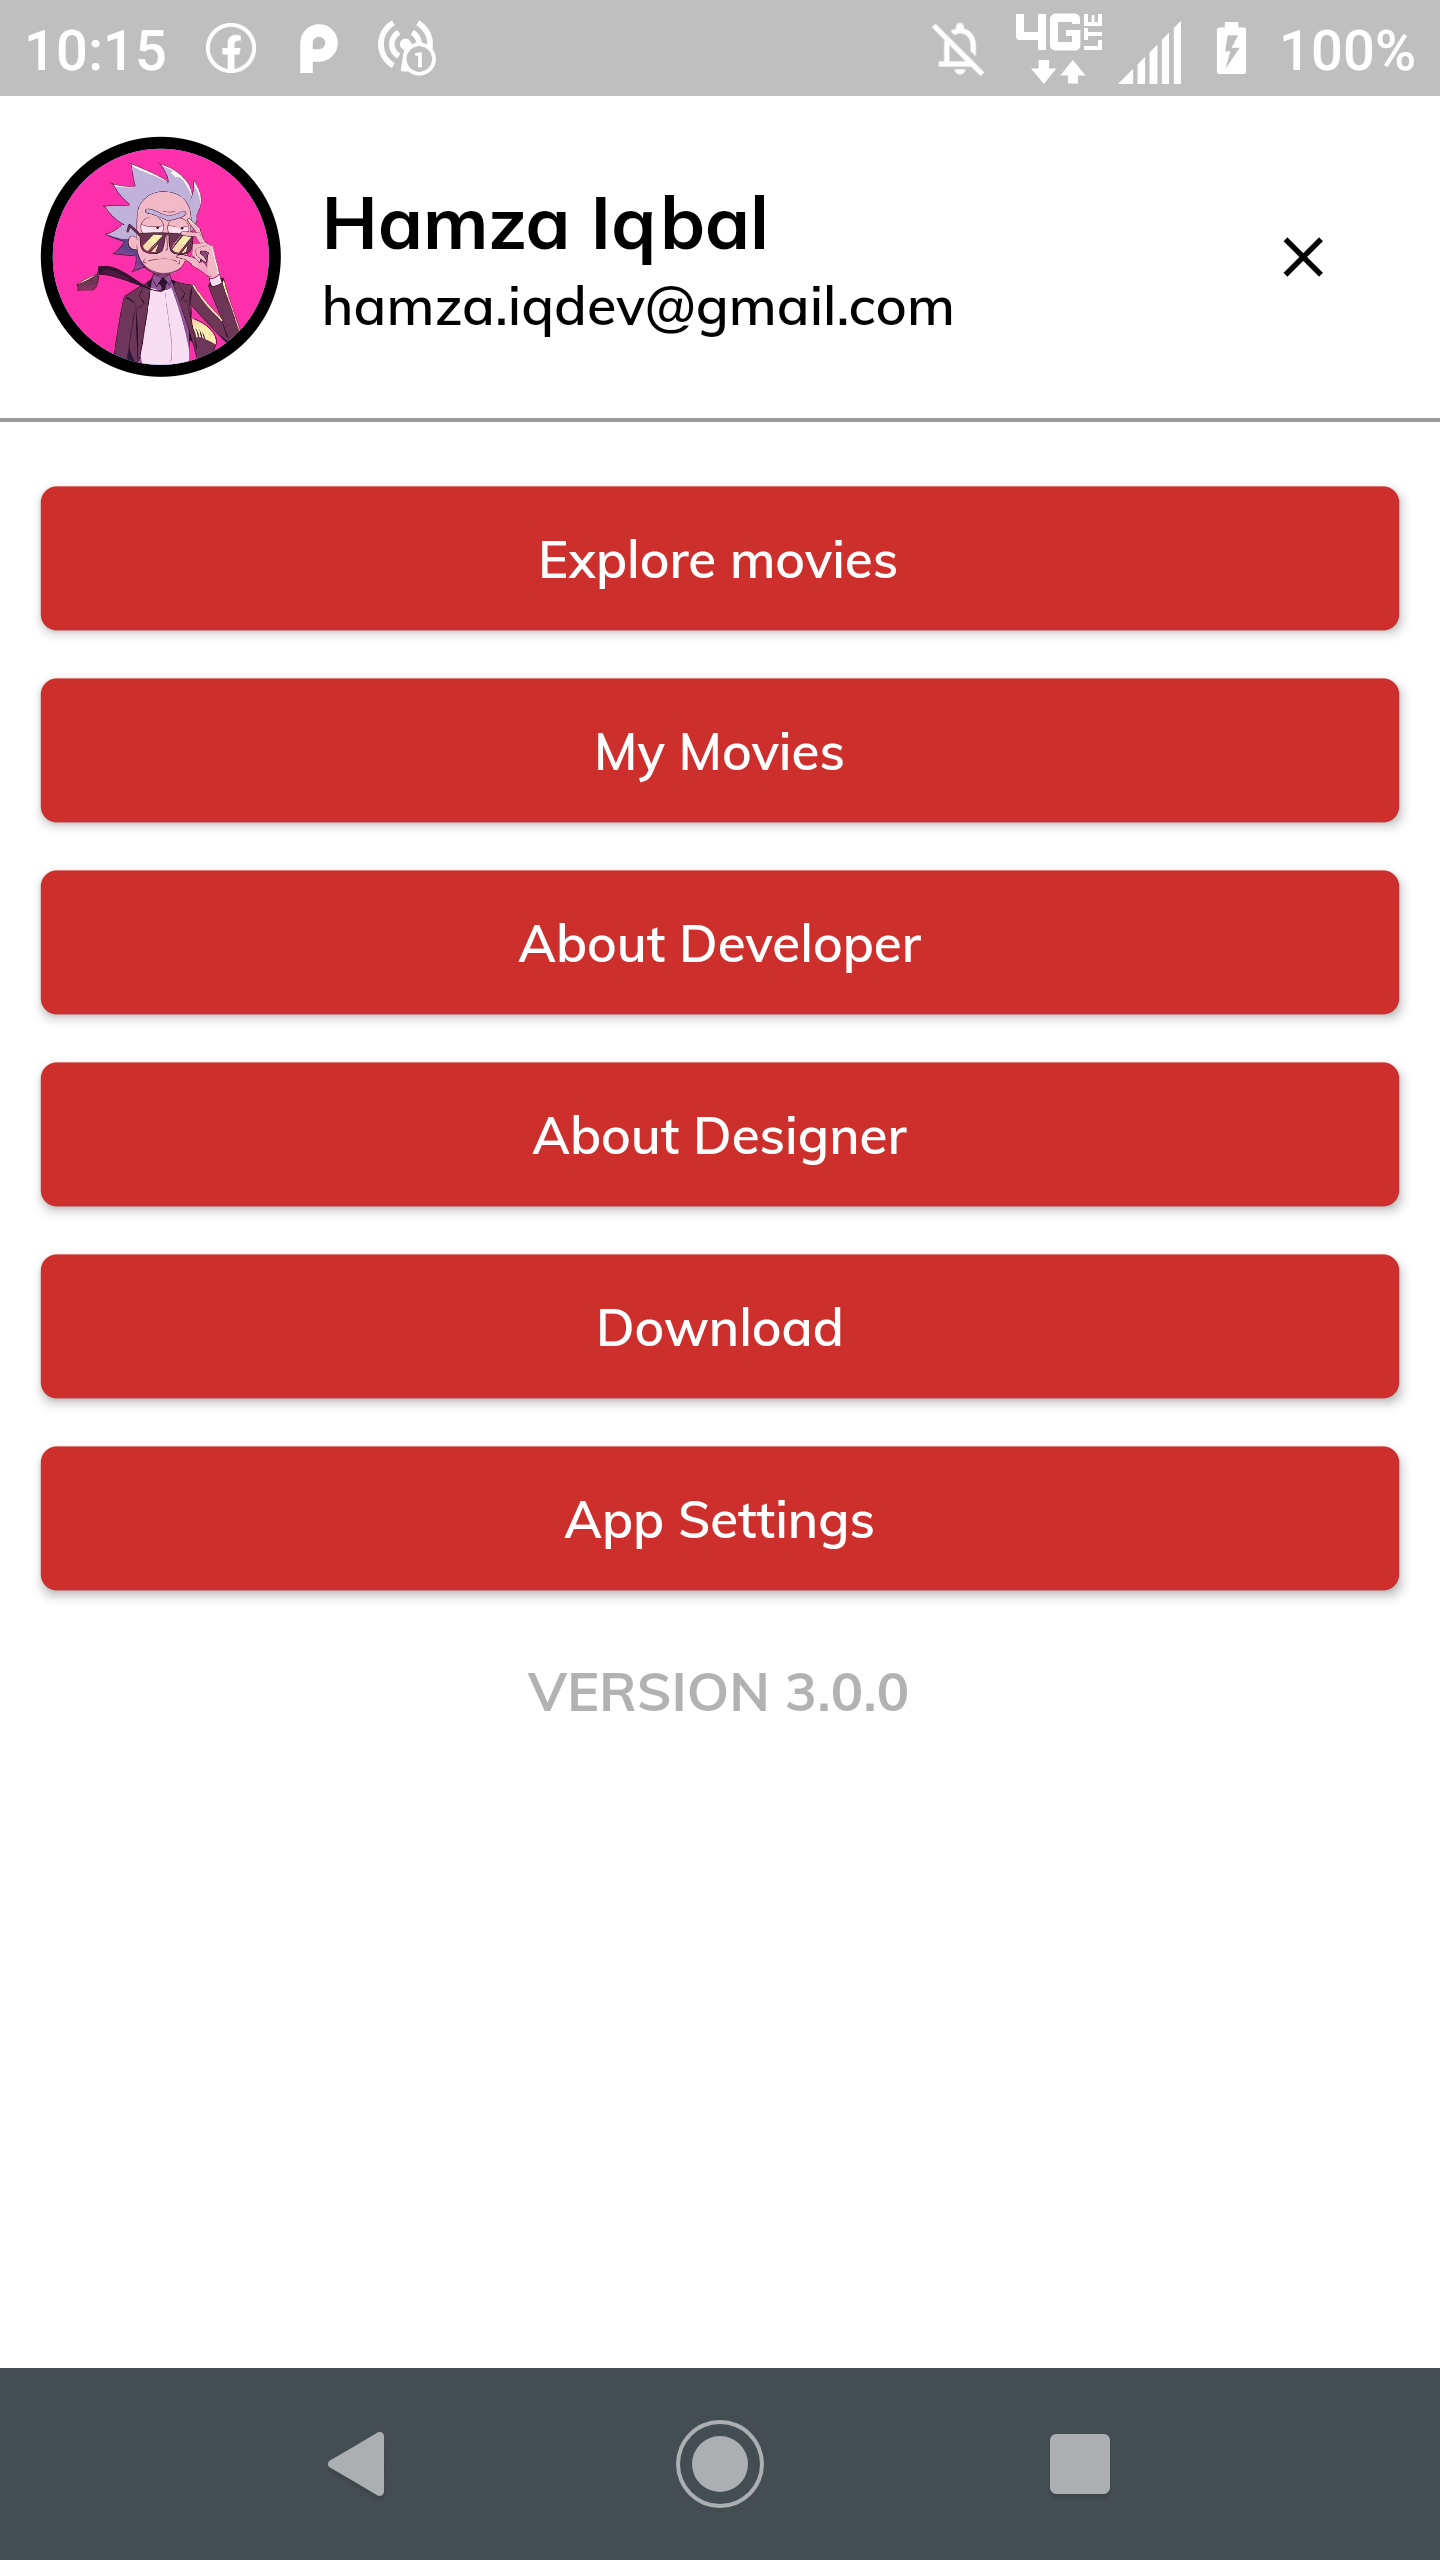 10:15 1 4G LTE 100%
Hamza Iqbal
hamza.iqdev@gmail.com
Explore movies
My Movies
About Developer
About Designer
Download
App Settings
VERSION 3.0.0